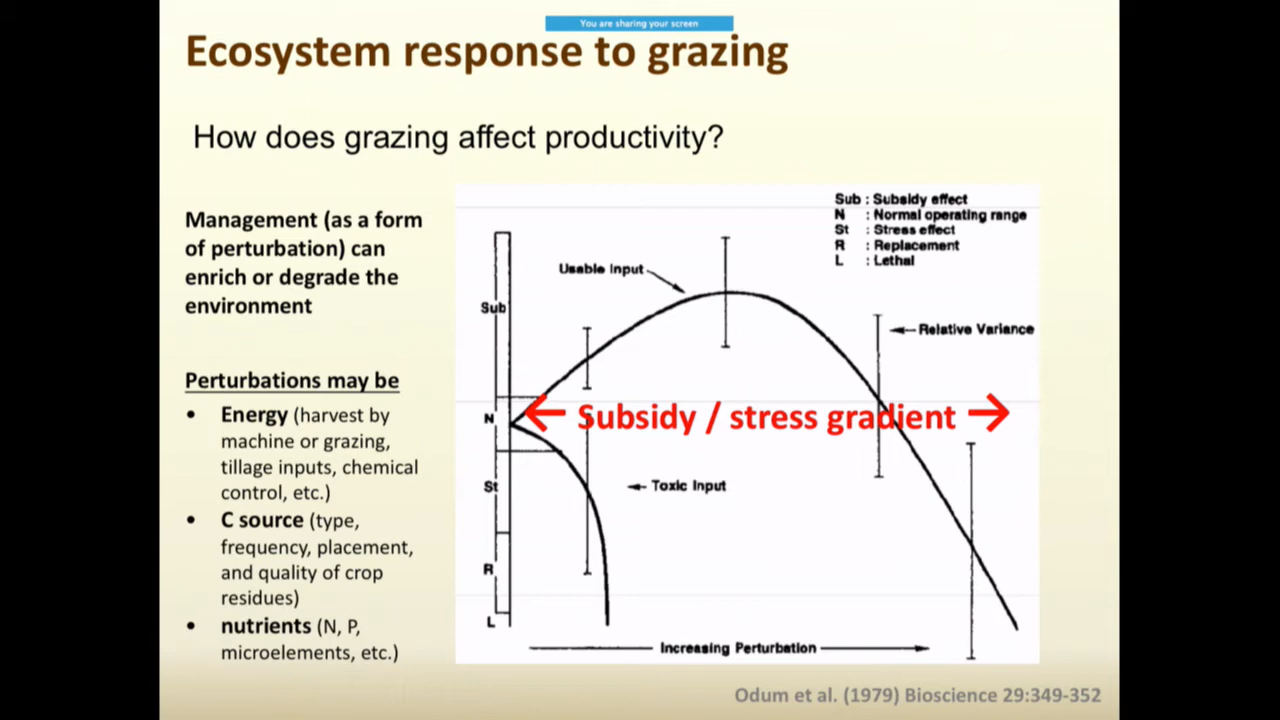 You are sharing your screen
Ecosystem response to grazing
How does grazing affect productivity?
Management (as a form
of perturbation) can
enrich or degrade the
environment
Perturbations may be
• Energy (harvest by
machine or grazing,
tillage inputs, chemical
control, etc.)
• C source (type,
frequency, placement,
and quality of crop
residues)
• nutrients (N, P,
microelements, etc.)
Sub : Subsidy effect
N : Normal operating range
St : Stress effect
R : Replacement
L : Lethal
Usable Input
Sub
Relative Variance
N
Subsidy / stress gradient
St
Toxic Input
R
L
Increasing Perturbation
Odum et al. (1979) Bioscience 29:349-352